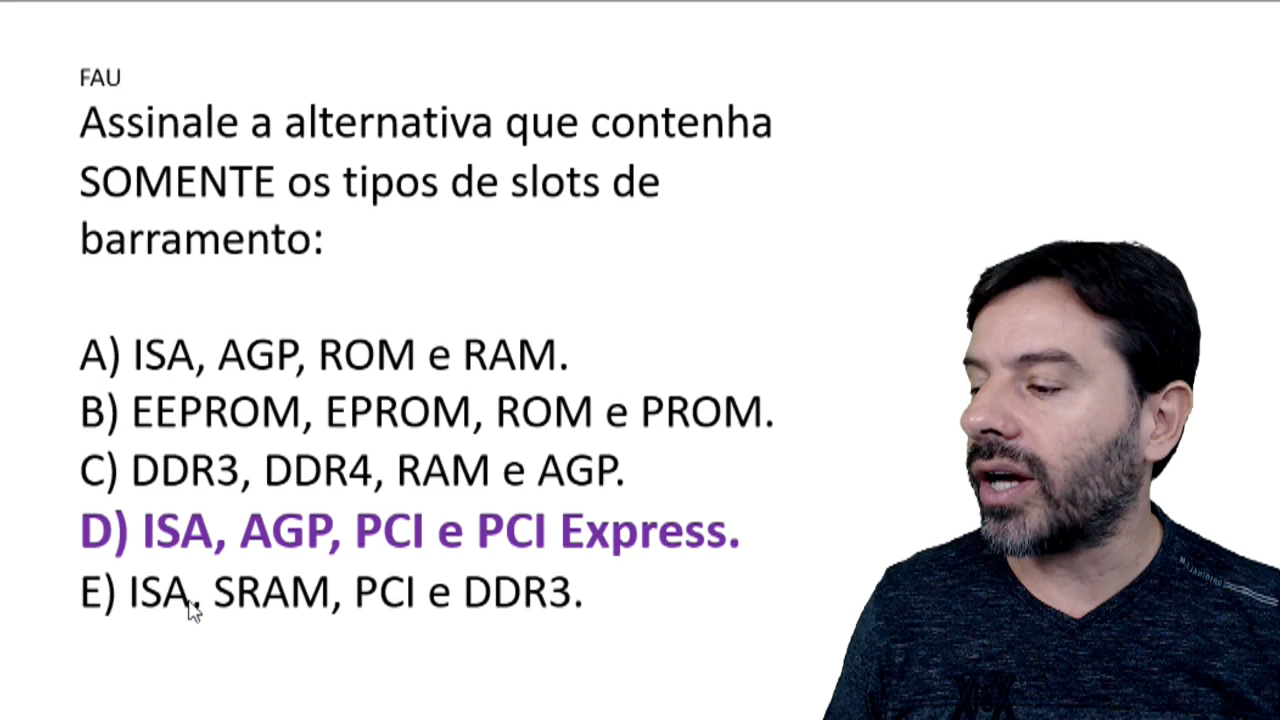 FAU
Assinale a alternativa que contenha
SOMENTE os tipos de slots de
barramento:
A) ISA, AGP, ROM e RAM.
B) EEPROM, EPROM, ROM e PROM.
C) DDR3, DDR4, RAM e AGP.
D) ISA, AGP, PCI e PCI Express.
E) ISA, SRAM, PCI e DDR3.